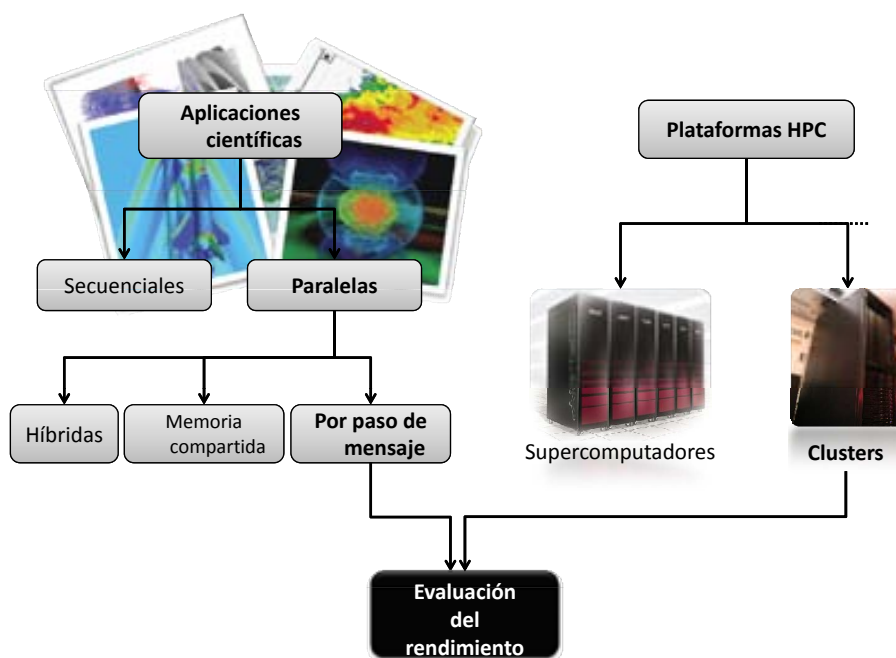 Aplicaciones
científicas
Plataformas HPC
Secuenciales
Paralelas
Híbridas
Memoria
compartida
Por paso de
mensaje
Supercomputadores
Clusters
Evaluación
del
rendimiento